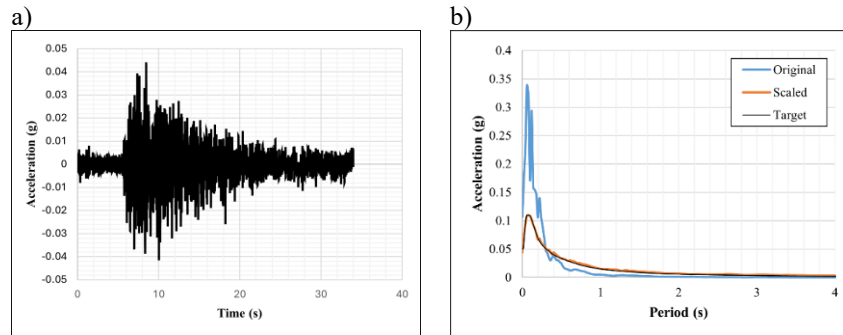 a)
0.05
0.04
0.03
0.02
0.01
0
-0.01
-0.02
-0.03
-0.04
-0.05
0 10 20 30 40
Acceleration (g)
Time (s)
b)
0.4
0.35
0.3
0.25
0.2
0.15
0.1
0.05
0
0 1 2 3 4
Acceleration (g)
Period (s)
Original
Scaled
Target